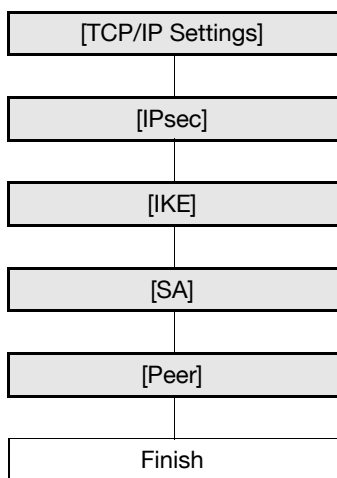 [TCP/IP Settings]
[IPsec]
[IKE]
[SA]
[Peer]
Finish